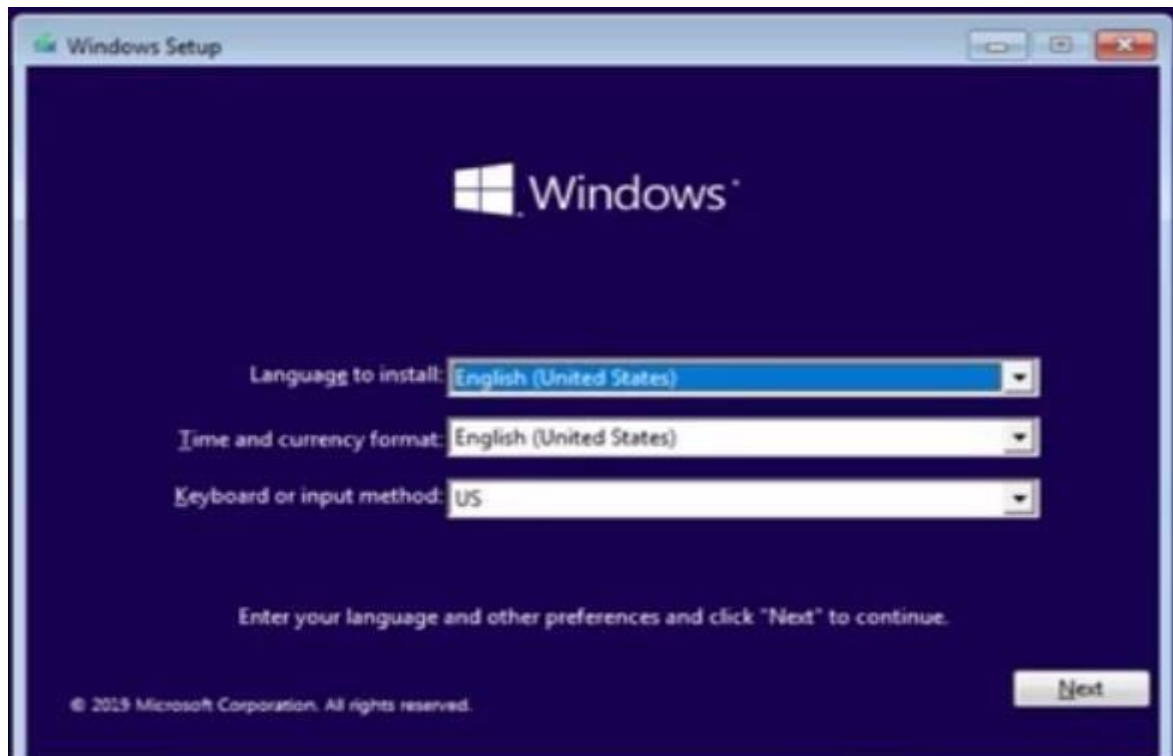 Windows Setup
Windows
Language to install: English (United States)
Time and currency format: English (United States)
Keyboard or input method: US
Enter your language and other preferences and click "Next" to continue.
© 2019 Microsoft Corporation. All rights reserved.
Next